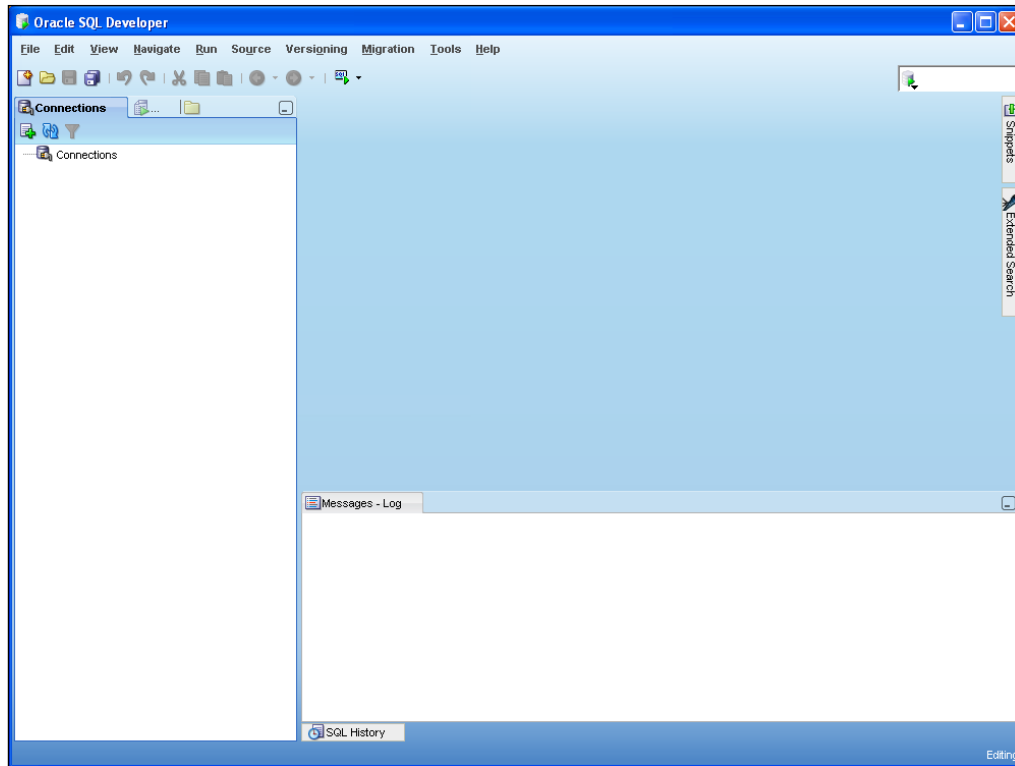 Oracle SQL Developer
File Edit View Navigate Run Source Versioning Migration Tools Help
Connections ...
Connections
Snippets
Extended Search
Messages - Log
SQL History
Editing